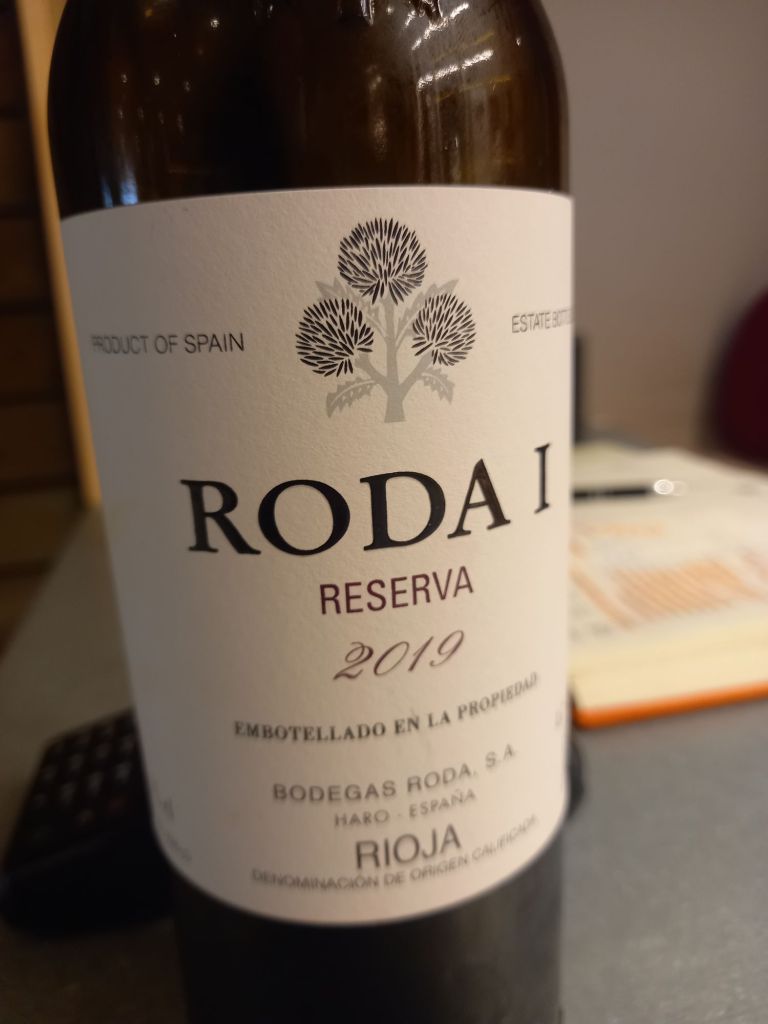 PRODUCT OF SPAIN
ESTATE
RODA I
RESERVA
2019
EMBOTELLADO EN LA PROPIEDAD
BODEGAS RODA, S.A.
HARO - ESPAÑA
RIOJA
DENOMINACIÓN DE ORIGEN CALIFICADA